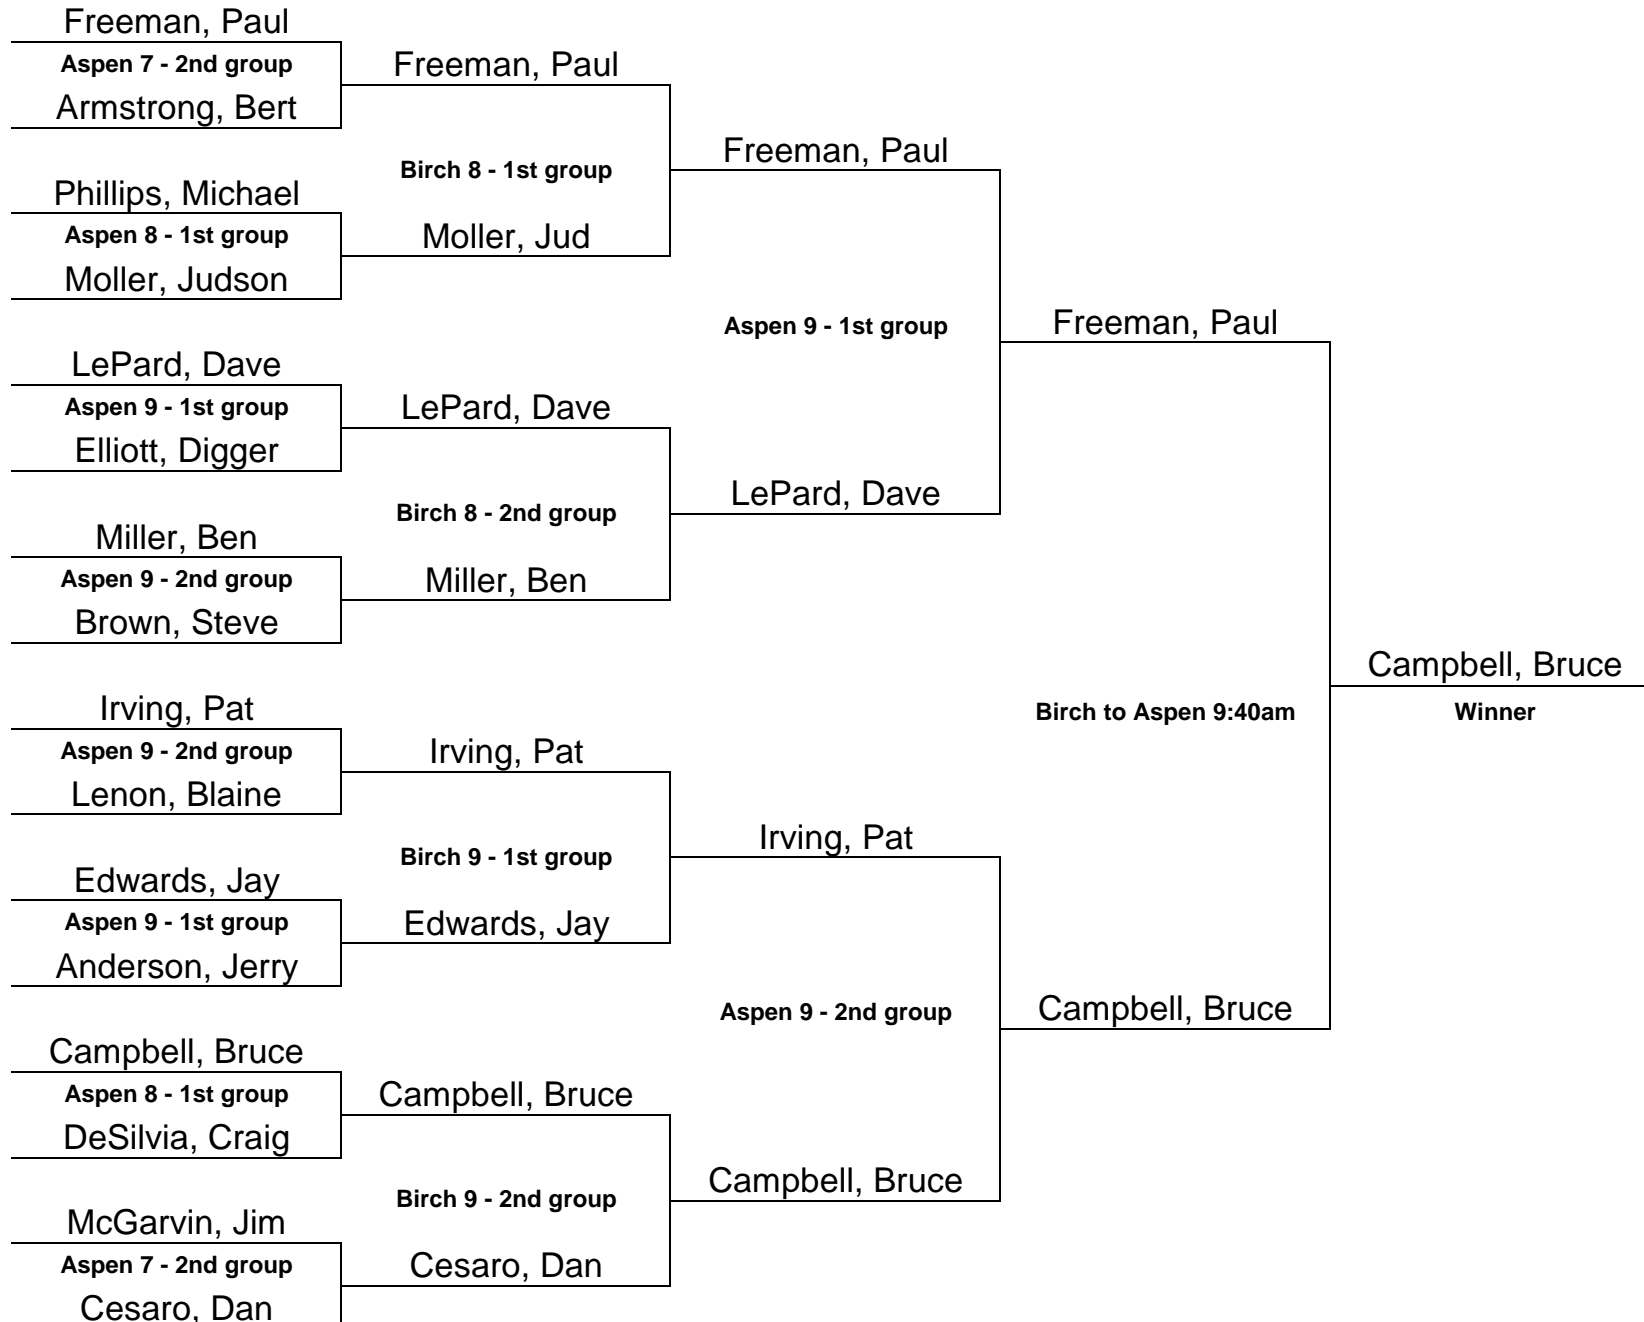 Freeman, Paul
Aspen 7 - 2nd group
Armstrong, Bert
Phillips, Michael
Aspen 8 - 1st group
Moller, Judson
LePard, Dave
Aspen 9 - 1st group
Elliott, Digger
Miller, Ben
Aspen 9 - 2nd group
Brown, Steve
Irving, Pat
Aspen 9 - 2nd group
Lenon, Blaine
Edwards, Jay
Aspen 9 - 1st group
Anderson, Jerry
Campbell, Bruce
Aspen 8 - 1st group
DeSilvia, Craig
McGarvin, Jim
Aspen 7 - 2nd group
Cesaro, Dan
Freeman, Paul
Birch 8 - 1st group
Moller, Jud
LePard, Dave
Birch 8 - 2nd group
Miller, Ben
Irving, Pat
Birch 9 - 1st group
Edwards, Jay
Campbell, Bruce
Birch 9 - 2nd group
Cesaro, Dan
Freeman, Paul
Aspen 9 - 1st group
LePard, Dave
Irving, Pat
Aspen 9 - 2nd group
Campbell, Bruce
Freeman, Paul
Birch to Aspen 9:40am
Campbell, Bruce
Campbell, Bruce
Winner